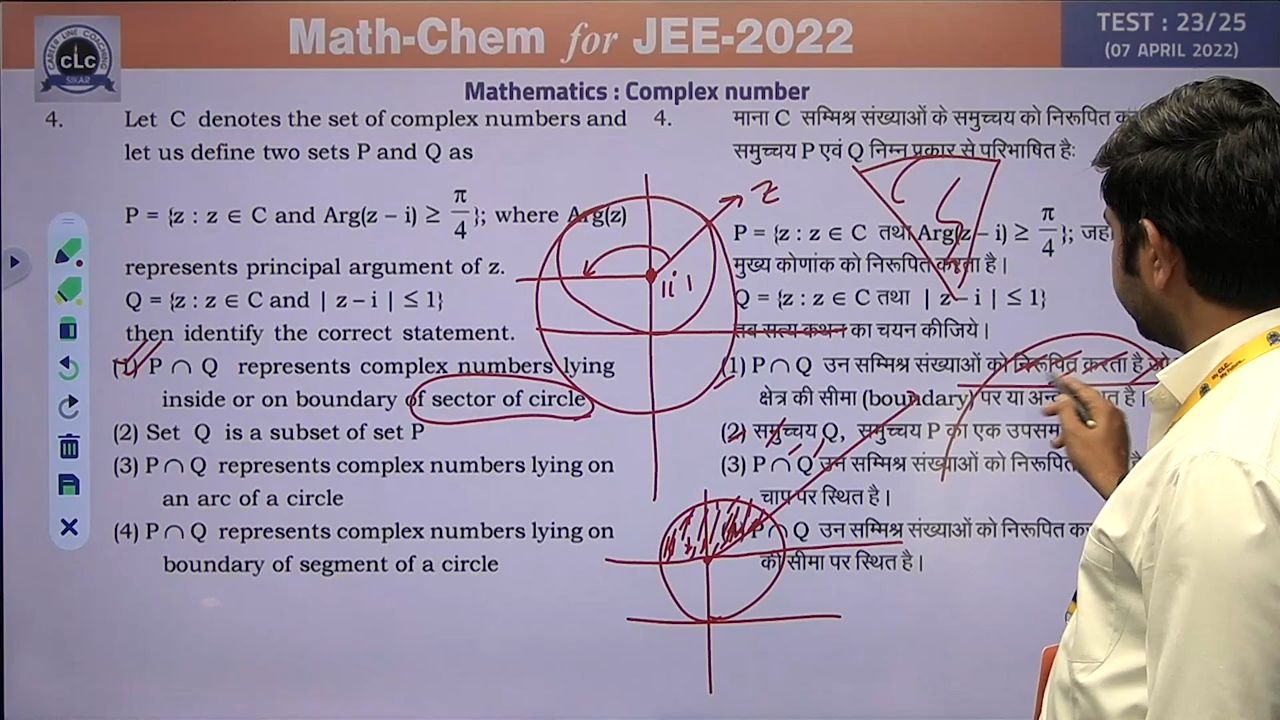 Math-Chem for JEE-2022
TEST : 23/25
(07 APRIL 2022)
CAREER LINE COACHING
CLC
SIKAR
Mathematics : Complex number
4. Let C denotes the set of complex numbers and
let us define two sets P and Q as
P = {z : z ∈ C and Arg(z – i) ≥ π/4}; where Arg(z)
represents principal argument of z.
Q = {z : z ∈ C and | z – i | ≤ 1}
then identify the correct statement.
(1) P ∩ Q represents complex numbers lying
inside or on boundary of sector of circle
(2) Set Q is a subset of set P
(3) P ∩ Q represents complex numbers lying on
an arc of a circle
(4) P ∩ Q represents complex numbers lying on
boundary of segment of a circle
4. माना C सम्मिश्र संख्याओं के समुच्चय को निरूपित
समुच्चय P एवं Q निम्न प्रकार से परिभाषित है:
P = {z : z ∈ C तथा Arg(z – i) ≥ π/4}; जहाँ
मुख्य कोणांक को निरूपित करता है।
Q = {z : z ∈ C तथा | z – i | ≤ 1}
तब सत्य कथन का चयन कीजिये।
(1) P ∩ Q उन सम्मिश्र संख्याओं को निरूपित करता है जो
क्षेत्र की सीमा (boundary) पर या है।
(2) समुच्चय Q, समुच्चय P का एक
(3) P ∩ Q उन सम्मिश्र संख्याओं को निरूपित है
चाप पर स्थित है।
P ∩ Q उन सम्मिश्र संख्याओं को निरूपित
की सीमा पर स्थित है।
z